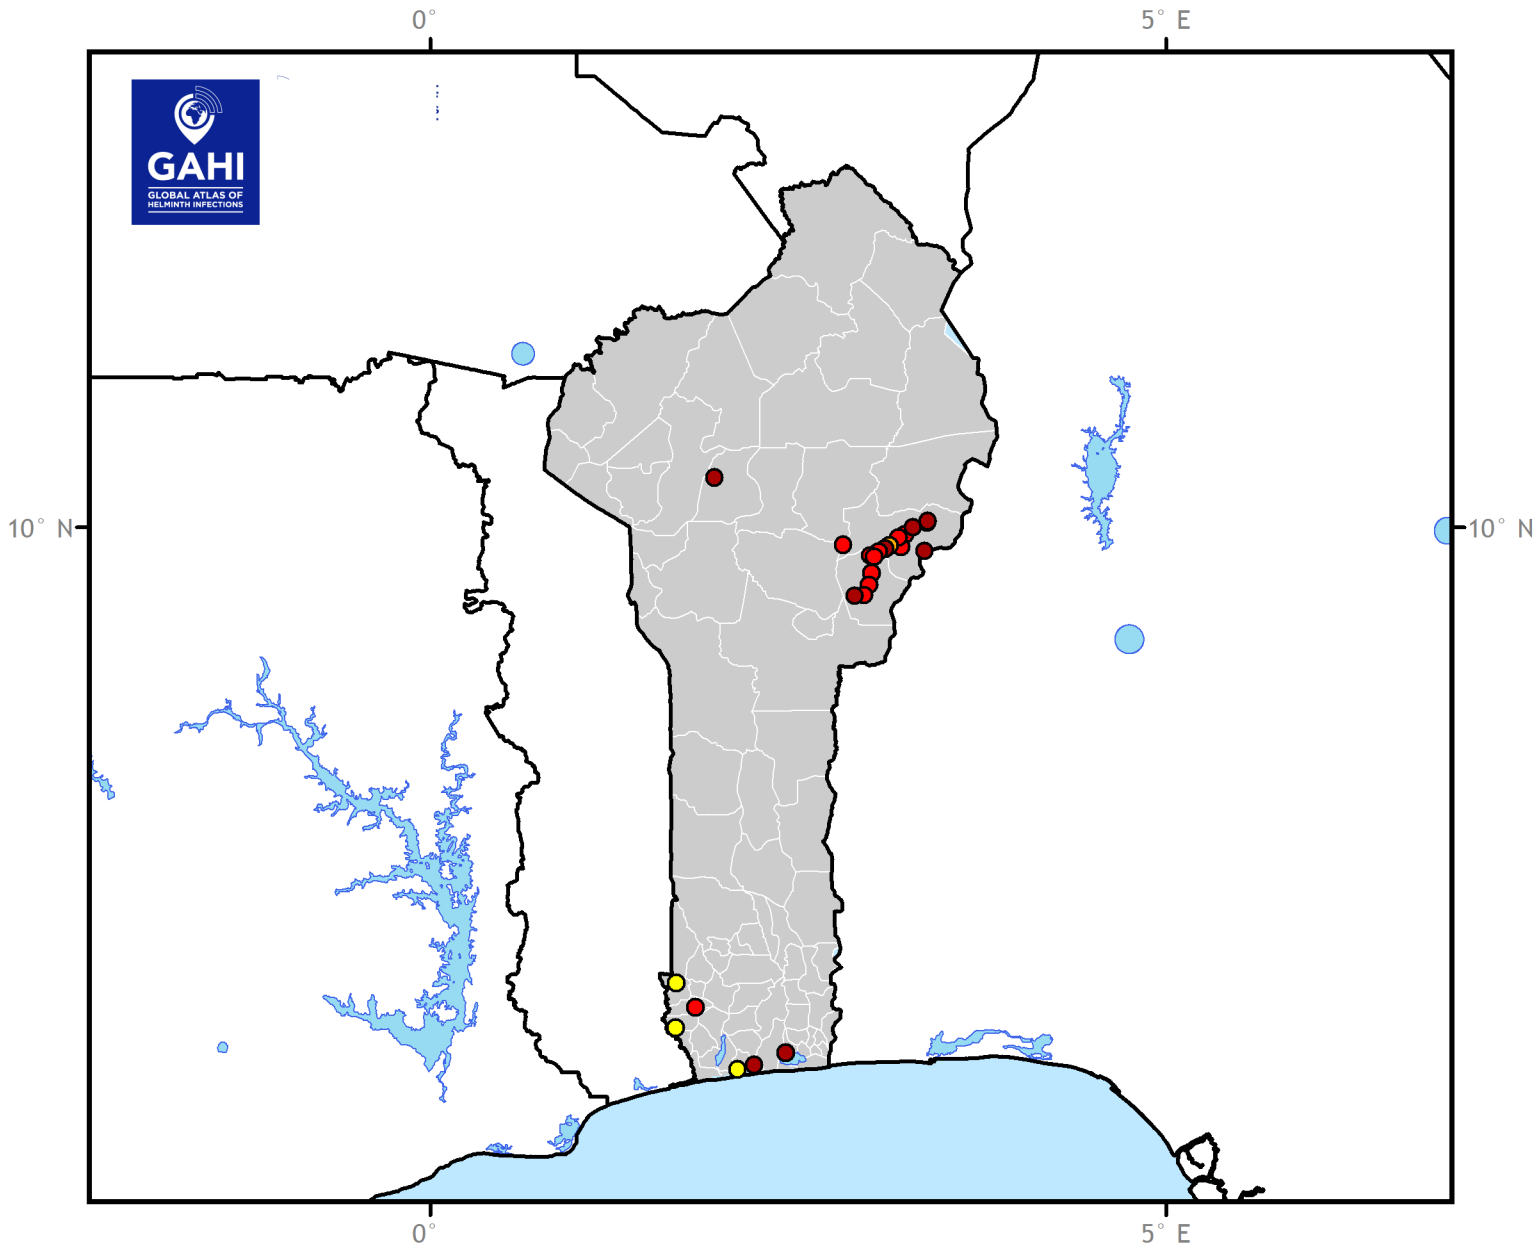 0°
5° E
GAHI
GLOBAL ATLAS OF
HELMINTH INFECTIONS
10° N
10° N
0°
5° E